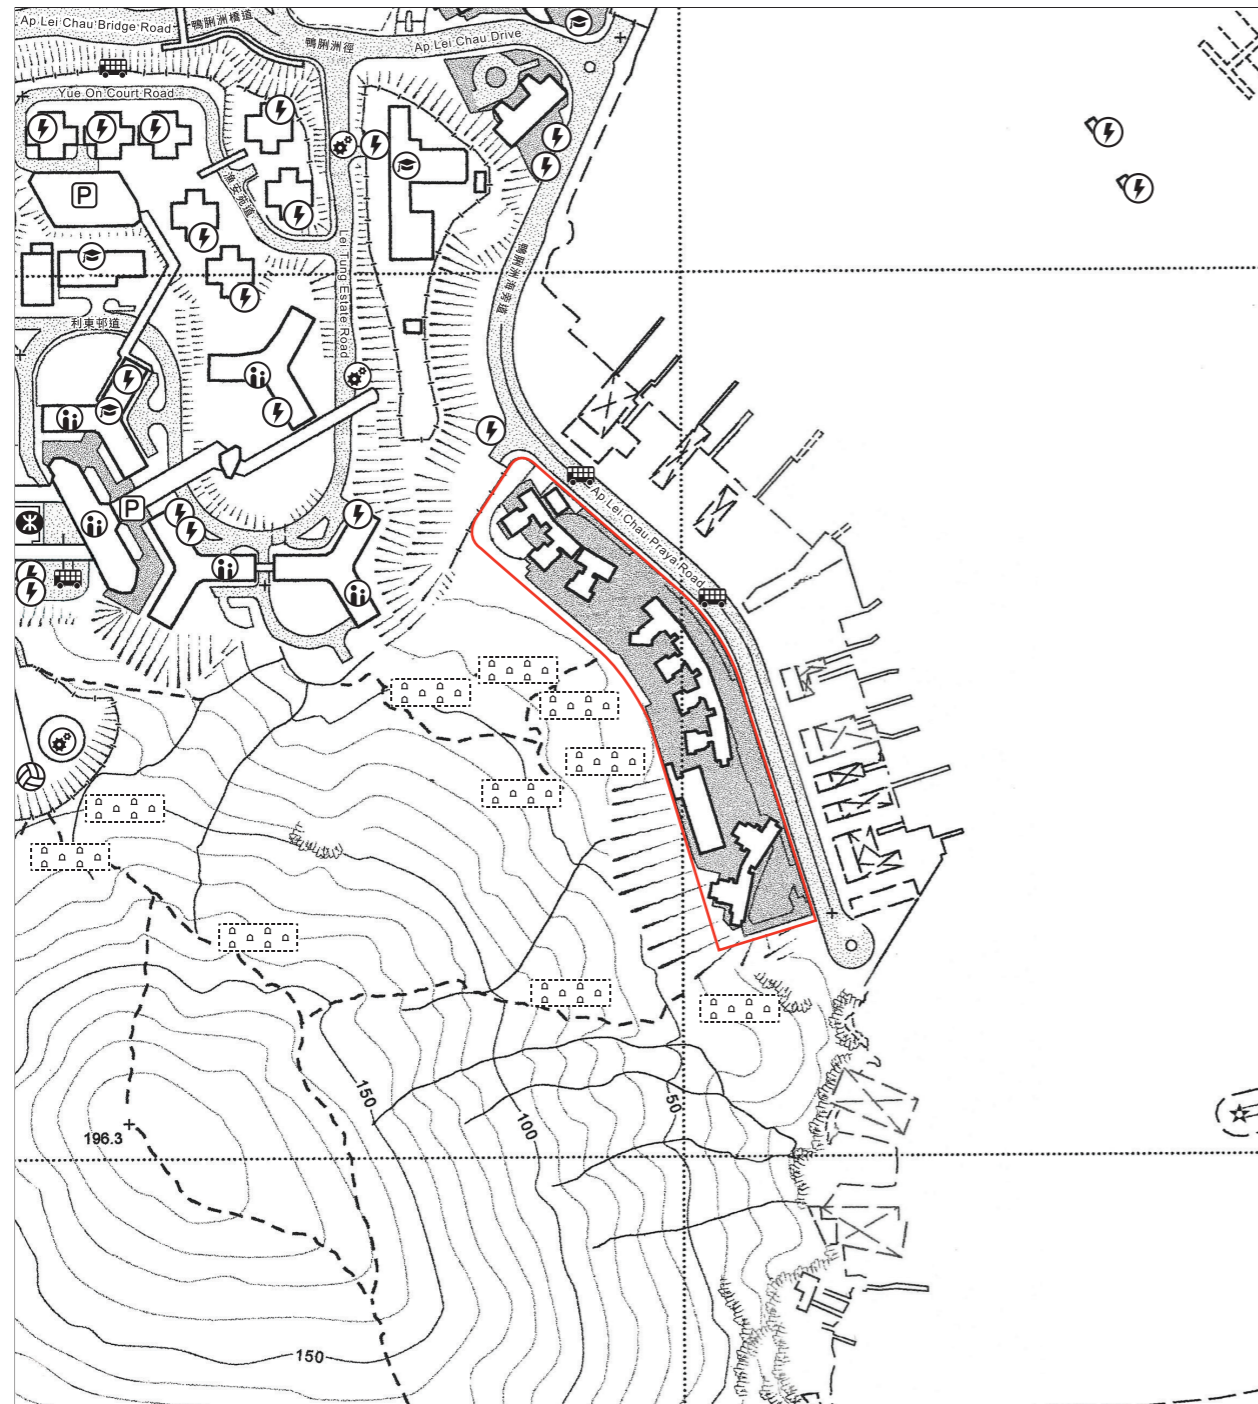 Ap Lei Chau Bridge Road
鴨脷洲橋道
鴨脷洲徑
Ap Lei Chau Drive
Yue On Court Road
漁安苑道
P
Lei Tung Estate Road
鴨脷洲海旁道
利東邨道
P
Ap Lei Chau Praya Road
150
100
50
196.3
150